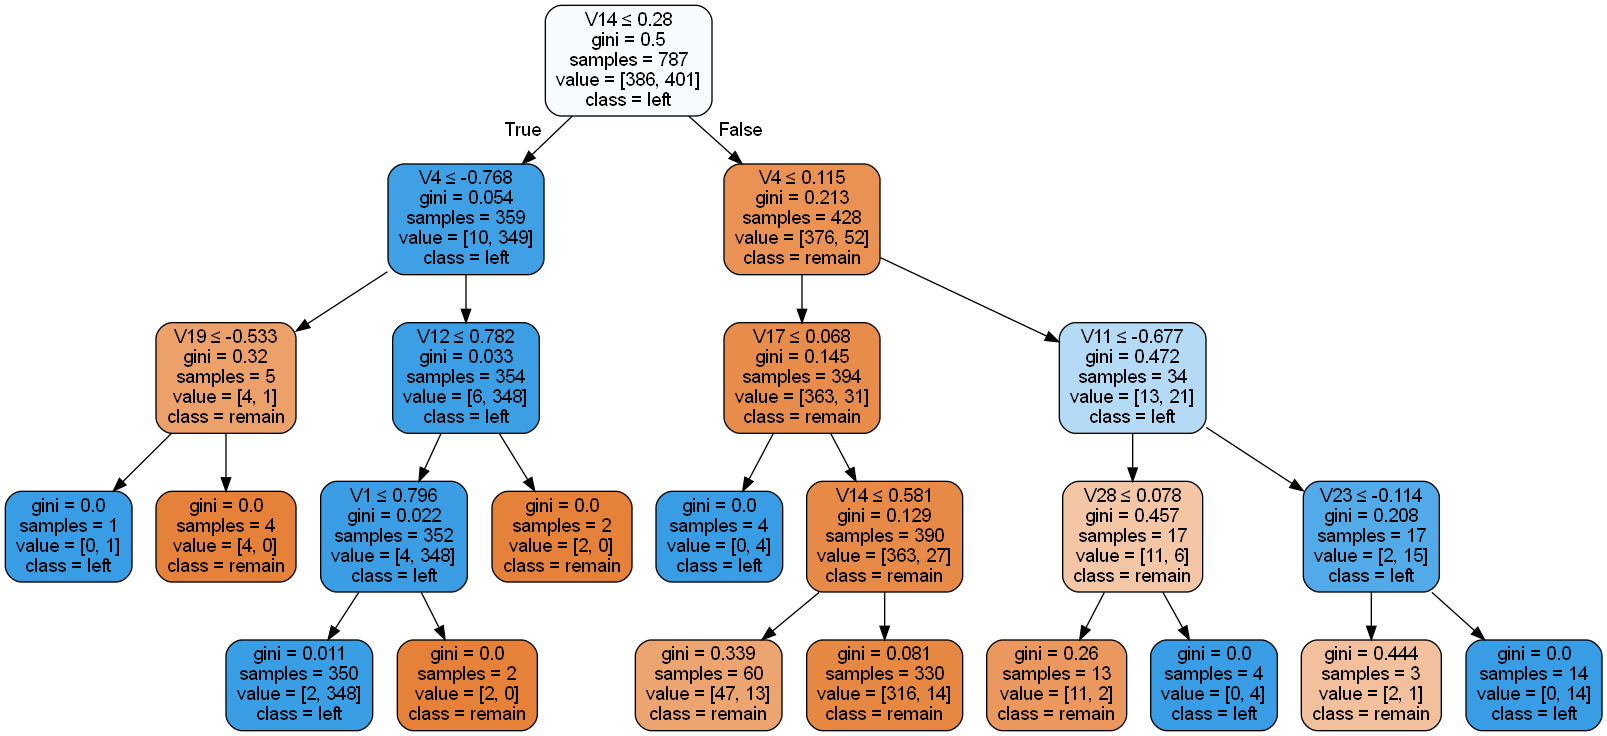 V14 ≤ 0.28
gini = 0.5
samples = 787
value = [386, 401]
class = left
True
False
V4 ≤ -0.768
gini = 0.054
samples = 359
value = [10, 349]
class = left
V4 ≤ 0.115
gini = 0.213
samples = 428
value = [376, 52]
class = remain
V19 ≤ -0.533
gini = 0.32
samples = 5
value = [4, 1]
class = remain
V12 ≤ 0.782
gini = 0.033
samples = 354
value = [6, 348]
class = left
V17 ≤ 0.068
gini = 0.145
samples = 394
value = [363, 31]
class = remain
V11 ≤ -0.677
gini = 0.472
samples = 34
value = [13, 21]
class = left
gini = 0.0
samples = 1
value = [0, 1]
class = left
gini = 0.0
samples = 4
value = [4, 0]
class = remain
V1 ≤ 0.796
gini = 0.022
samples = 352
value = [4, 348]
class = left
gini = 0.0
samples = 2
value = [2, 0]
class = remain
gini = 0.0
samples = 4
value = [0, 4]
class = left
V14 ≤ 0.581
gini = 0.129
samples = 390
value = [363, 27]
class = remain
V28 ≤ 0.078
gini = 0.457
samples = 17
value = [11, 6]
class = remain
V23 ≤ -0.114
gini = 0.208
samples = 17
value = [2, 15]
class = left
gini = 0.011
samples = 350
value = [2, 348]
class = left
gini = 0.0
samples = 2
value = [2, 0]
class = remain
gini = 0.339
samples = 60
value = [47, 13]
class = remain
gini = 0.081
samples = 330
value = [316, 14]
class = remain
gini = 0.26
samples = 13
value = [11, 2]
class = remain
gini = 0.0
samples = 4
value = [0, 4]
class = left
gini = 0.444
samples = 3
value = [2, 1]
class = remain
gini = 0.0
samples = 14
value = [0, 14]
class = left